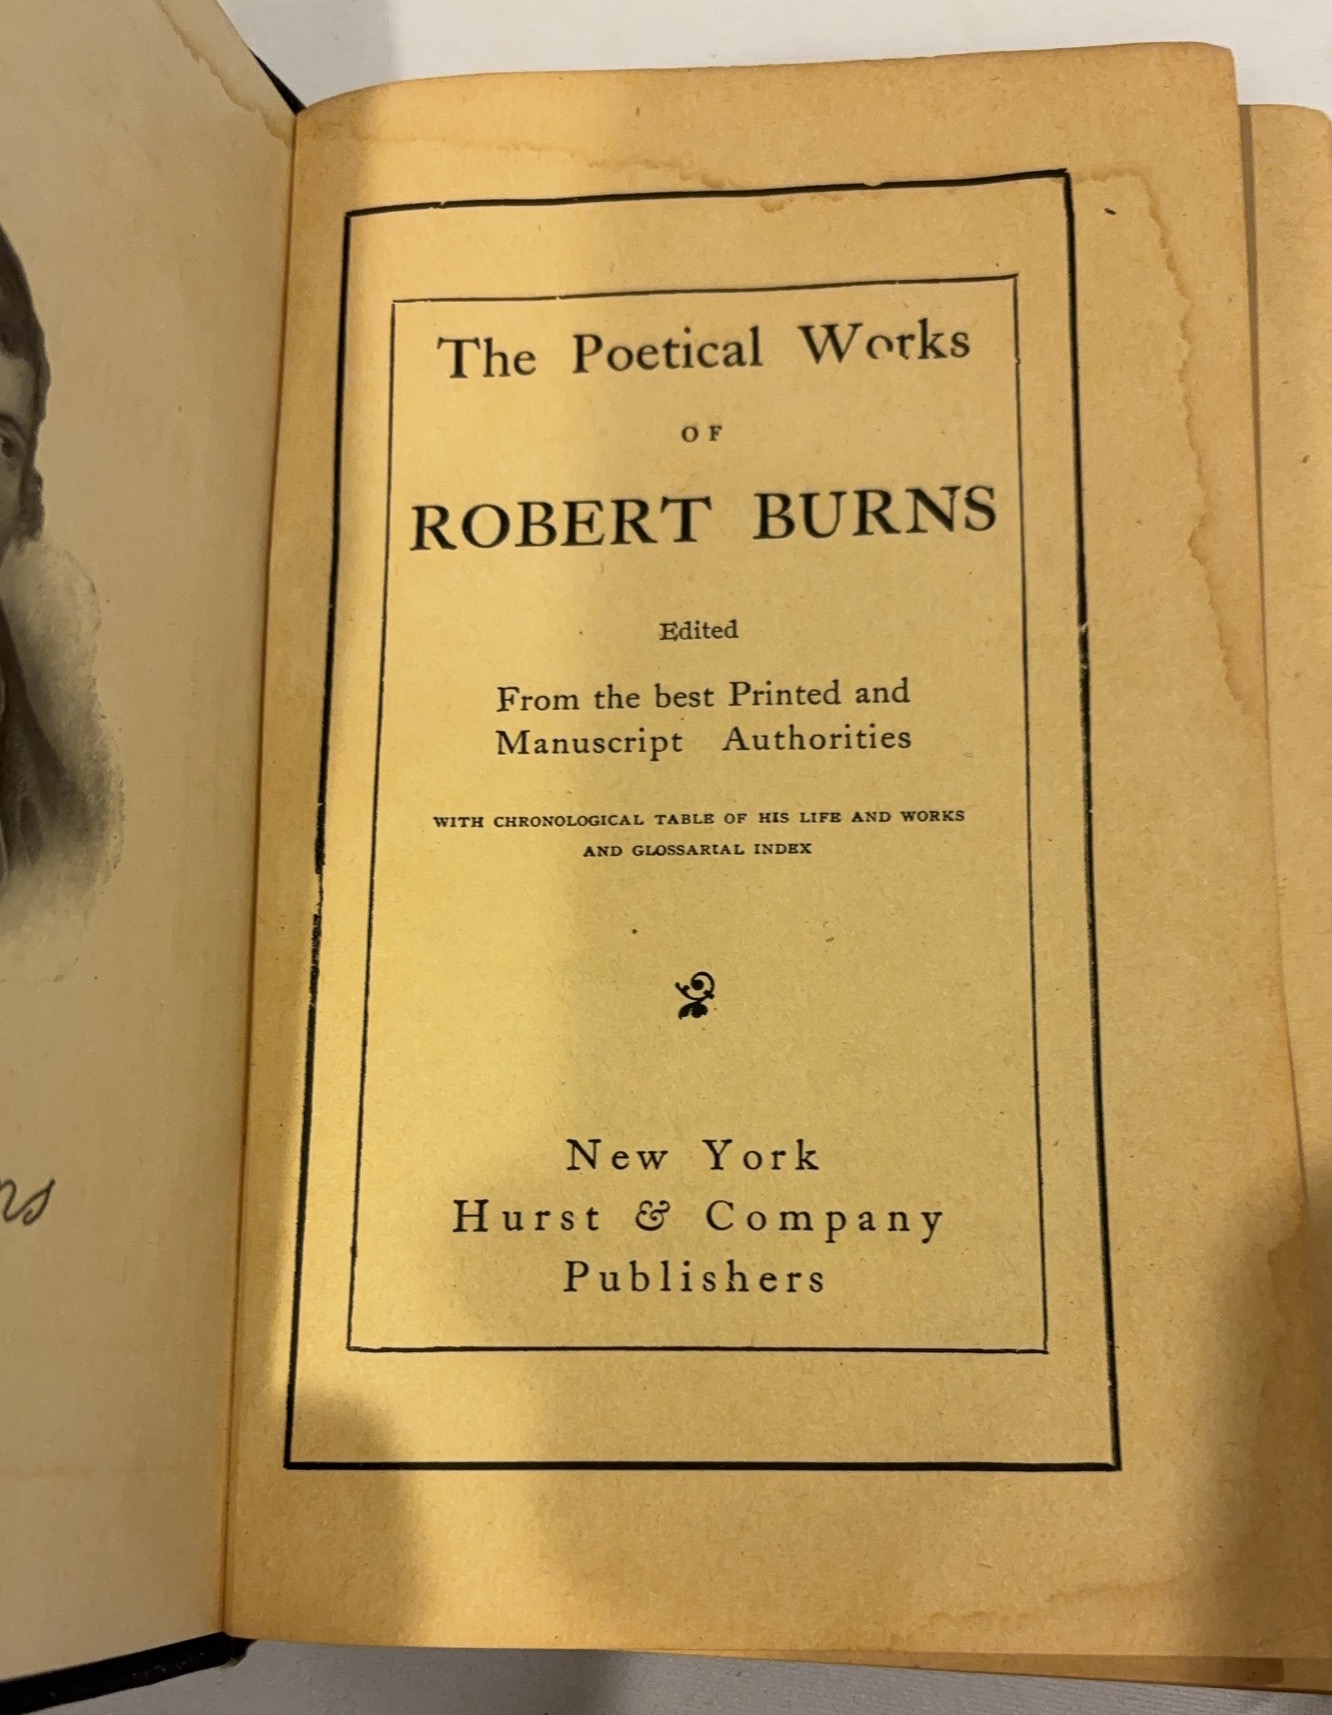 The Poetical Works
OF
ROBERT BURNS
Edited
From the best Printed and
Manuscript Authorities
WITH CHRONOLOGICAL TABLE OF HIS LIFE AND WORKS
AND GLOSSARIAL INDEX
New York
Hurst & Company
Publishers
ns